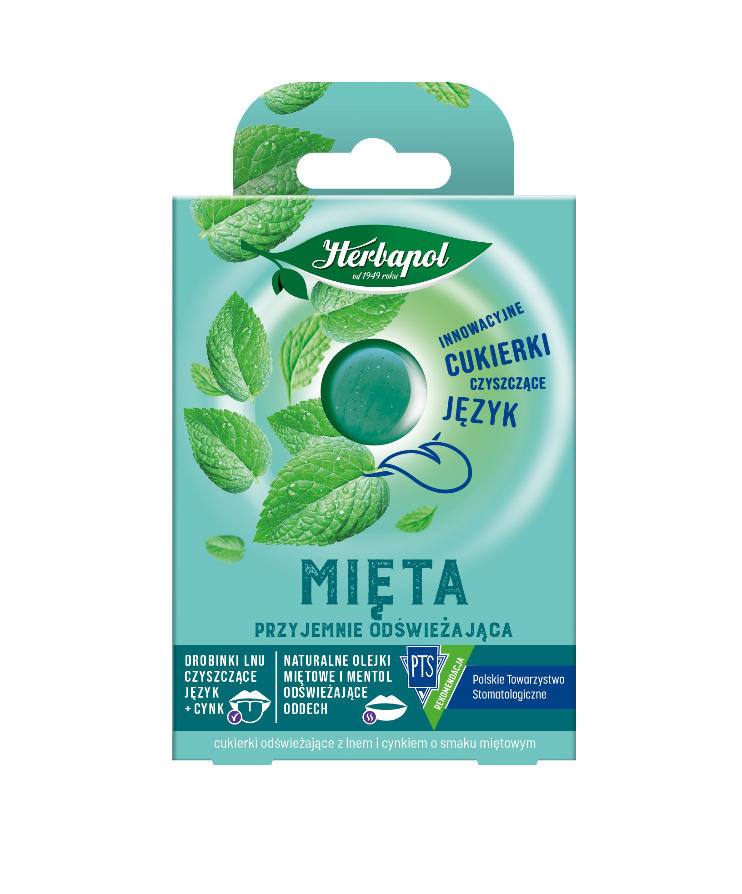 Herbapol
od 1949 roku
INNOWACYJNE
CUKIERKI
CZYSZCZĄCE
JĘZYK
MIĘTA
PRZYJEMNIE ODŚWIEŻAJĄCA
DROBINKI LNU
CZYSZCZĄCE
JĘZYK
+ CYNK
NATURALNE OLEJKI
MIĘTOWE I MENTOL
ODŚWIEŻAJĄCE
ODDECH
PTS
REKOMENDACJA
Polskie Towarzystwo
Stomatologiczne
cukierki odświeżające z lnem i cynkiem o smaku miętowym